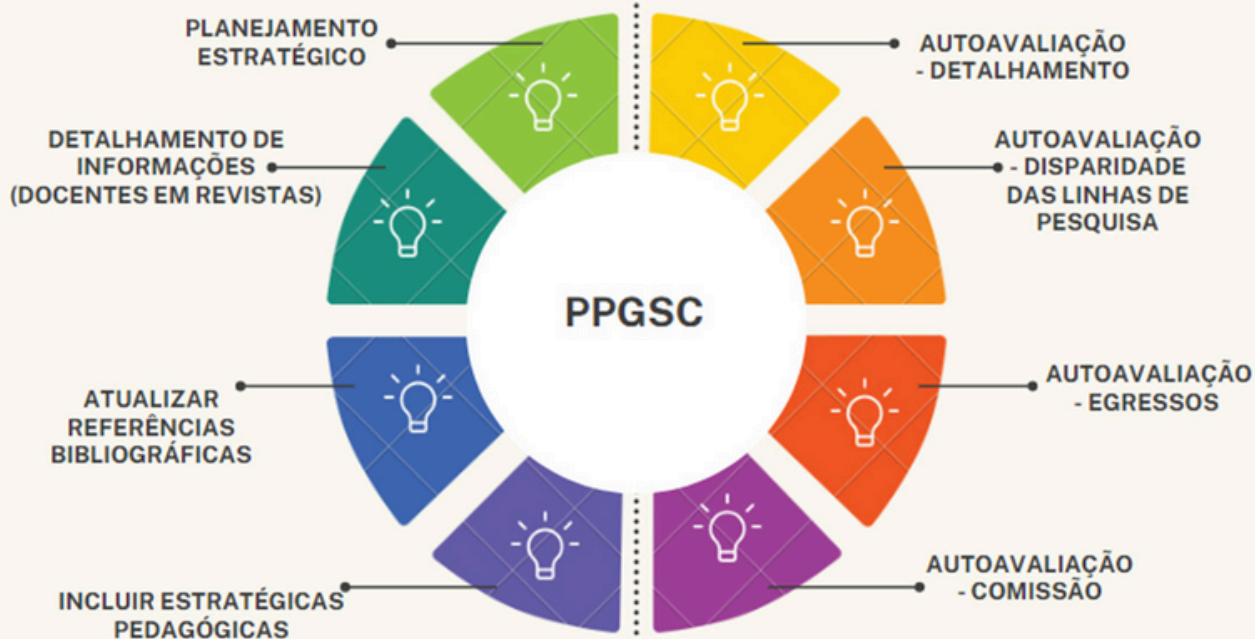 PLANEJAMENTO
ESTRATÉGICO
AUTOAVALIAÇÃO
- DETALHAMENTO
DETALHAMENTO DE
INFORMAÇÕES
(DOCENTES EM REVISTAS)
AUTOAVALIAÇÃO
- DISPARIDADE
DAS LINHAS DE
PESQUISA
PPGSC
ATUALIZAR
REFERÊNCIAS
BIBLIOGRÁFICAS
AUTOAVALIAÇÃO
- EGRESSOS
INCLUIR ESTRATÉGICAS
PEDAGÓGICAS
AUTOAVALIAÇÃO
- COMISSÃO